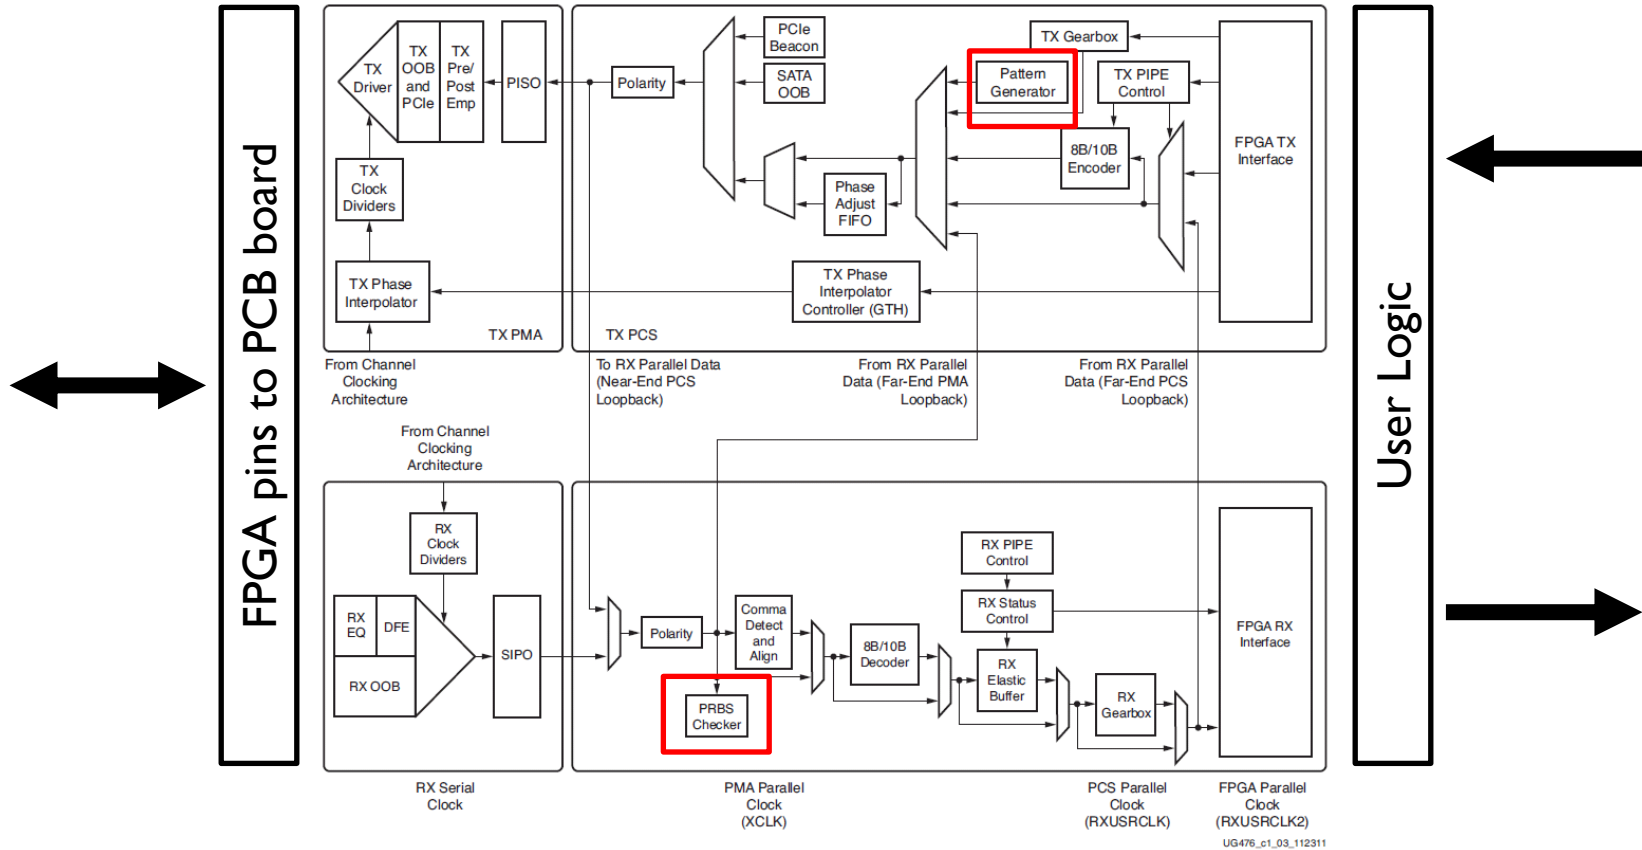 FPGA pins to PCB board
TX
Driver
TX
OOB
and
PCIe
TX
Pre/
Post
Emp
PISO
TX
Clock
Dividers
TX Phase
Interpolator
TX PMA
Polarity
PCIe
Beacon
SATA
OOB
Phase
Adjust
FIFO
TX Phase
Interpolator
Controller (GTH)
TX PCS
TX Gearbox
Pattern
Generator
TX PIPE
Control
8B/10B
Encoder
FPGA TX
Interface
From Channel
Clocking
Architecture
To RX Parallel Data
(Near-End PCS
Loopback)
From RX Parallel
Data (Far-End PMA
Loopback)
From RX Parallel
Data (Far-End PCS
Loopback)
From Channel
Clocking
Architecture
RX
Clock
Dividers
RX
EQ
DFE
RX OOB
SIPO
Polarity
PRBS
Checker
Comma
Detect
and
Align
8B/10B
Decoder
RX PIPE
Control
RX Status
Control
RX
Elastic
Buffer
RX
Gearbox
FPGA RX
Interface
RX Serial
Clock
PMA Parallel
Clock
(XCLK)
PCS Parallel
Clock
(RXUSRCLK)
FPGA Parallel
Clock
(RXUSRCLK2)
UG476_c1_03_112311
User Logic